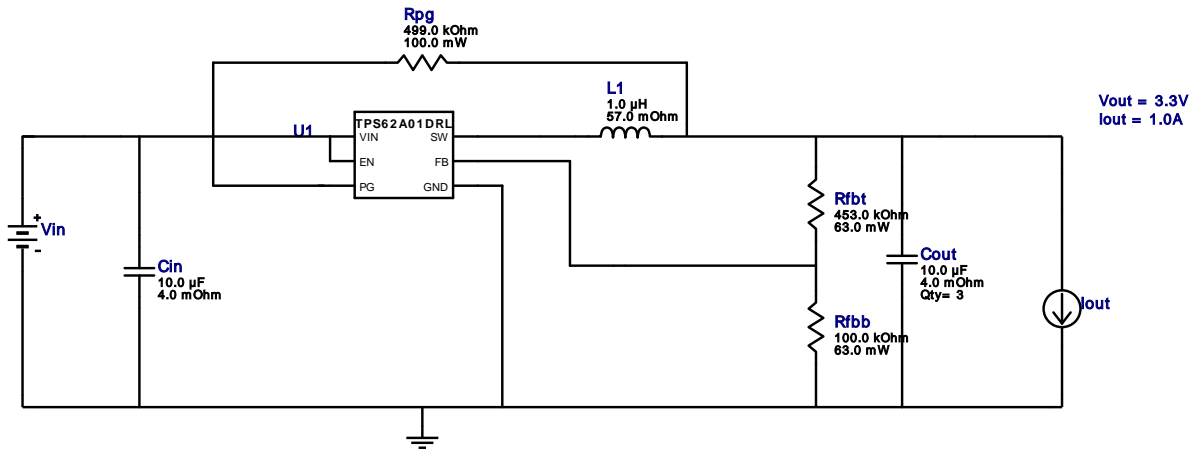 Rpg
499.0 kOhm
100.0 mW
L1
1.0 µH
57.0 mOhm
Vout = 3.3V
Iout = 1.0A
U1
TPS62A01DRL
VIN
SW
EN
FB
PG
GND
+
Vin
-
Cin
10.0 µF
4.0 mOhm
Rfbt
453.0 kOhm
63.0 mW
Cout
10.0 µF
4.0 mOhm
Qty= 3
Iout
Rfbb
100.0 kOhm
63.0 mW